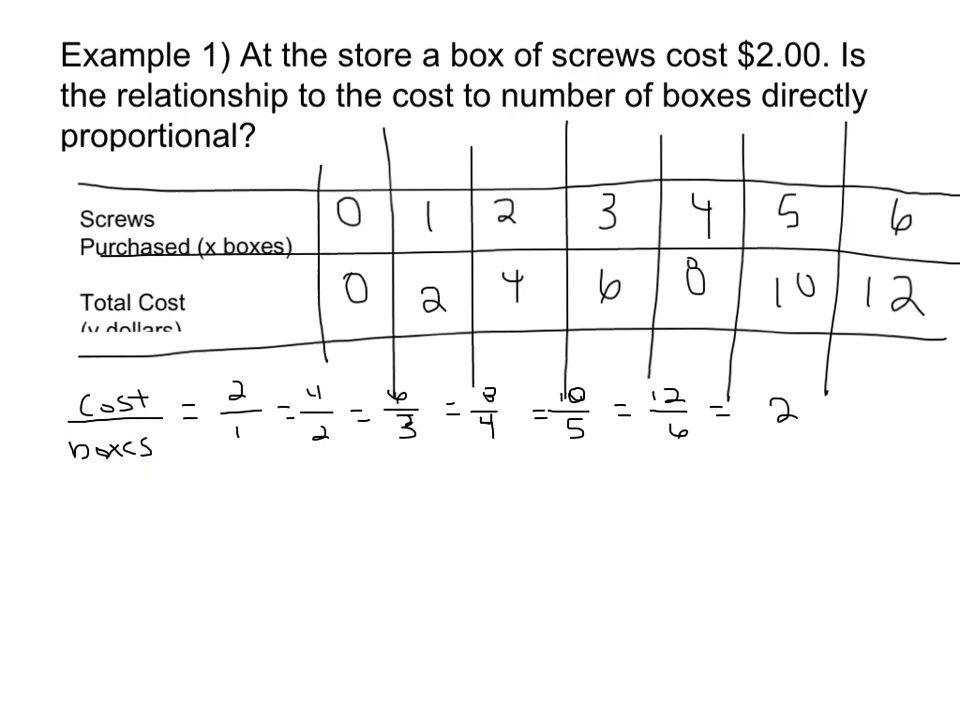 Example 1) At the store a box of screws cost $2.00. Is
the relationship to the cost to number of boxes directly
proportional?
Screws
Purchased (x boxes)
0 1 2 3 4 5 6
Total Cost
(y dollars)
0 2 4 6 8 10 12
cost/boxes = 2/1 = 4/2 = 6/3 = 8/4 = 10/5 = 12/6 = 2